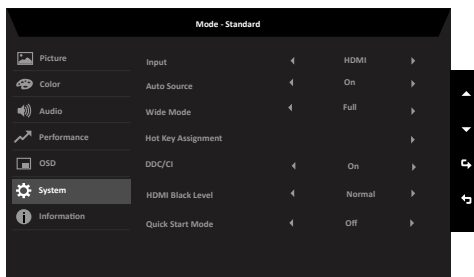 Mode - Standard
Picture
Input HDMI
Color
Auto Source On
Audio
Wide Mode Full
Performance
Hot Key Assignment
OSD
DDC/CI On
System
HDMI Black Level Normal
Information
Quick Start Mode Off